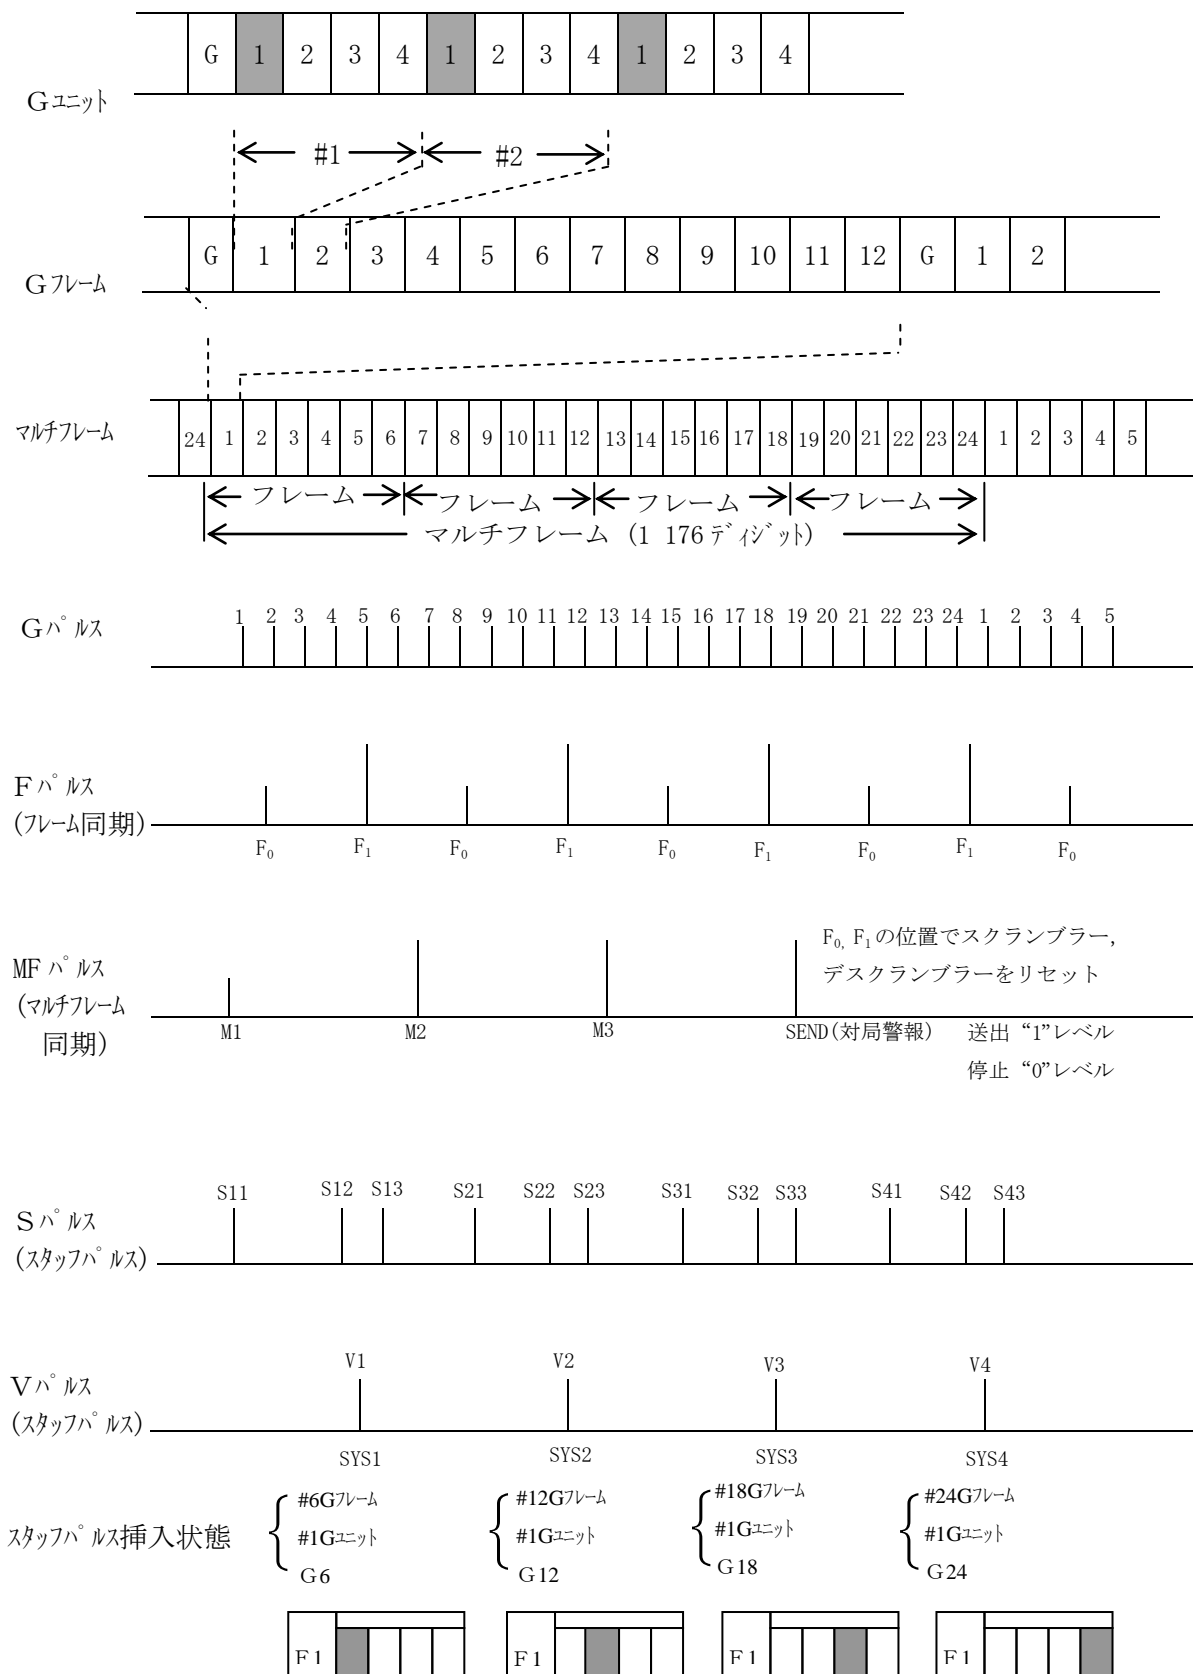 G 1 2 3 4 1 2 3 4 1 2 3 4
Gユニット
#1 #2
G 1 2 3 4 5 6 7 8 9 10 11 12 G 1 2
Gフレーム
24 1 2 3 4 5 6 7 8 9 10 11 12 13 14 15 16 17 18 19 20 21 22 23 24 1 2 3 4 5
マルチフレーム
フレーム フレーム フレーム フレーム
マルチフレーム (1 176ディジット)
1 2 3 4 5 6 7 8 9 10 11 12 13 14 15 16 17 18 19 20 21 22 23 24 1 2 3 4 5
Gパルス
Fパルス
(フレーム同期)
F0 F1 F0 F1 F0 F1 F0 F1 F0
F0, F1の位置でスクランブラー,
デスクランブラーをリセット
MFパルス
(マルチフレーム
同期)
M1 M2 M3 SEND(対局警報) 送出 “1”レベル
停止 “0”レベル
S11 S12 S13 S21 S22 S23 S31 S32 S33 S41 S42 S43
Sパルス
(スタッフパルス)
V1 V2 V3 V4
Vパルス
(スタッフパルス)
SYS1 SYS2 SYS3 SYS4
#6Gフレーム #12Gフレーム #18Gフレーム #24Gフレーム
スタッフパルス挿入状態 #1Gユニット #1Gユニット #1Gユニット #1Gユニット
G6 G12 G18 G24
F1 F1 F1 F1